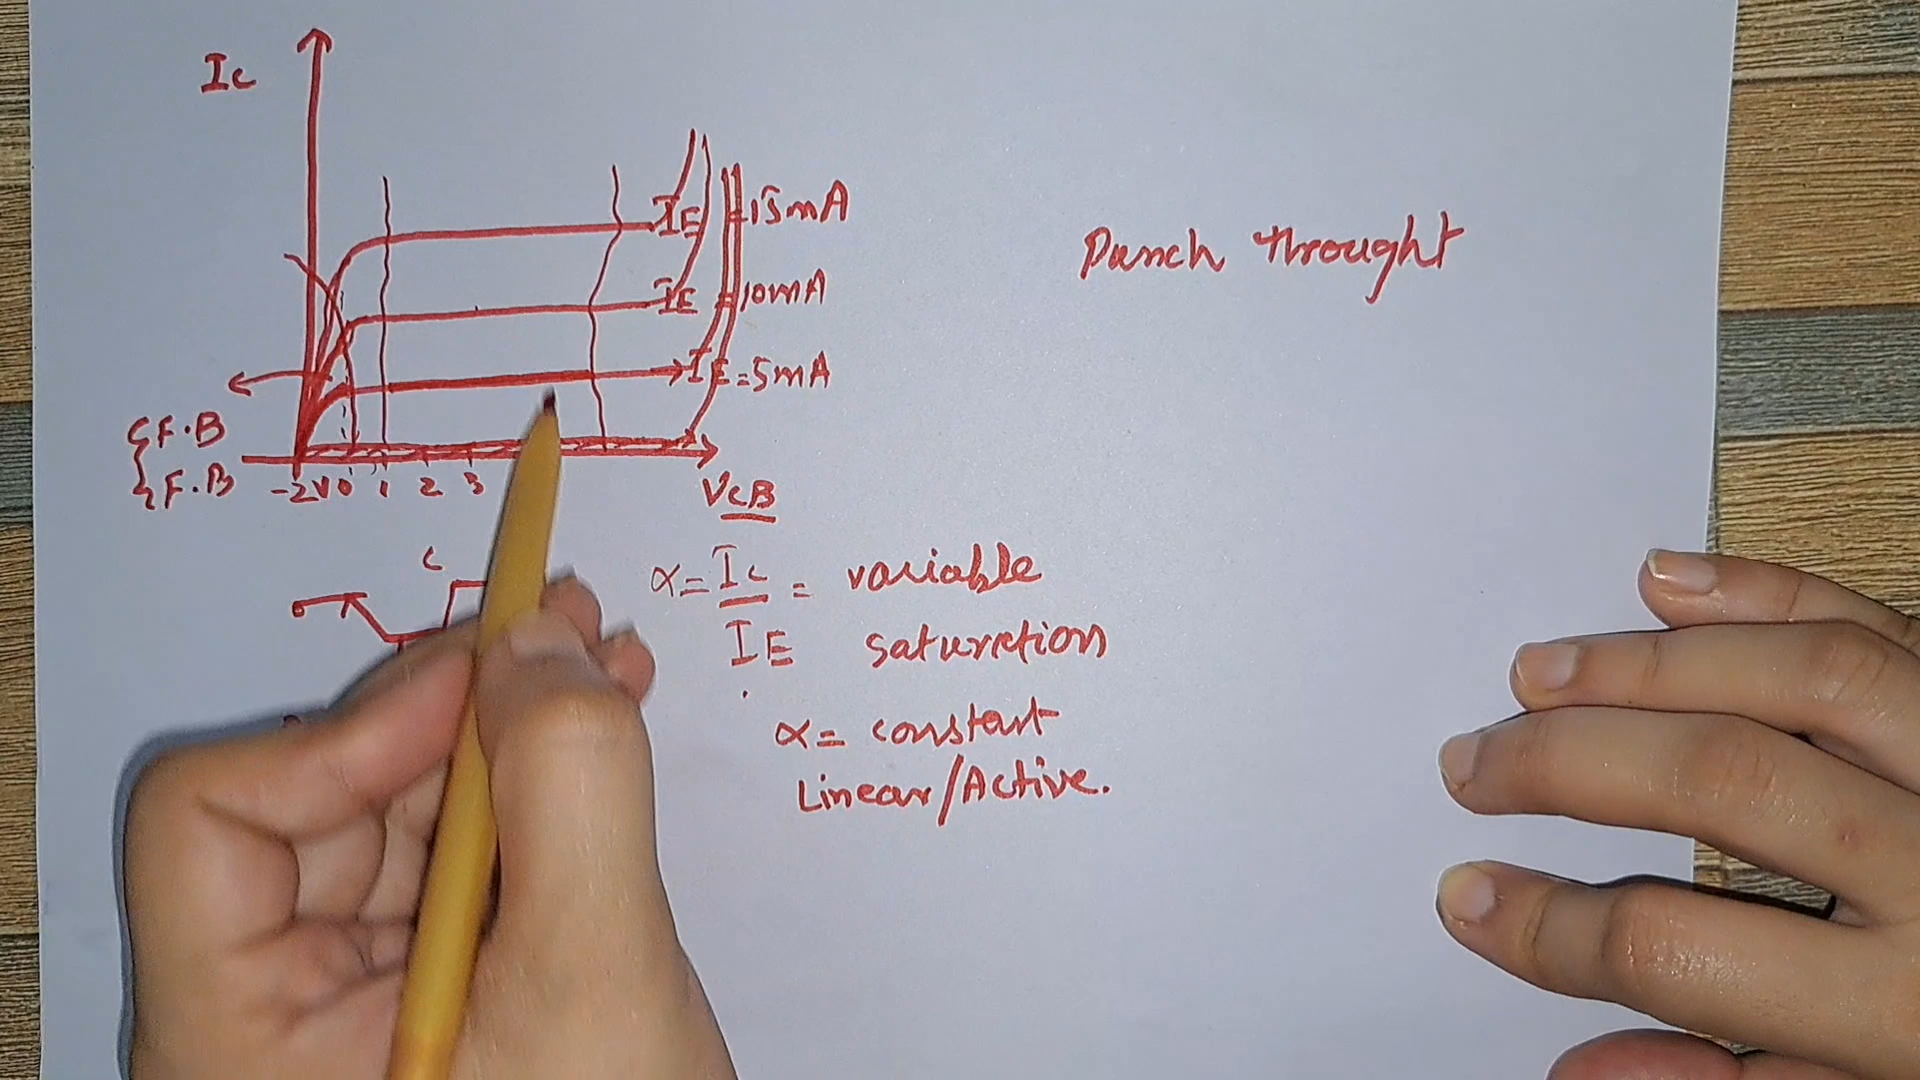 Ic
IE =15mA
IE =10mA
IE =5mA
Punch throught
F.B
F.B
-2V 0 1 2 3
VCB
C
α = Ic = variable
IE saturetion
α = constant
Linear/Active.